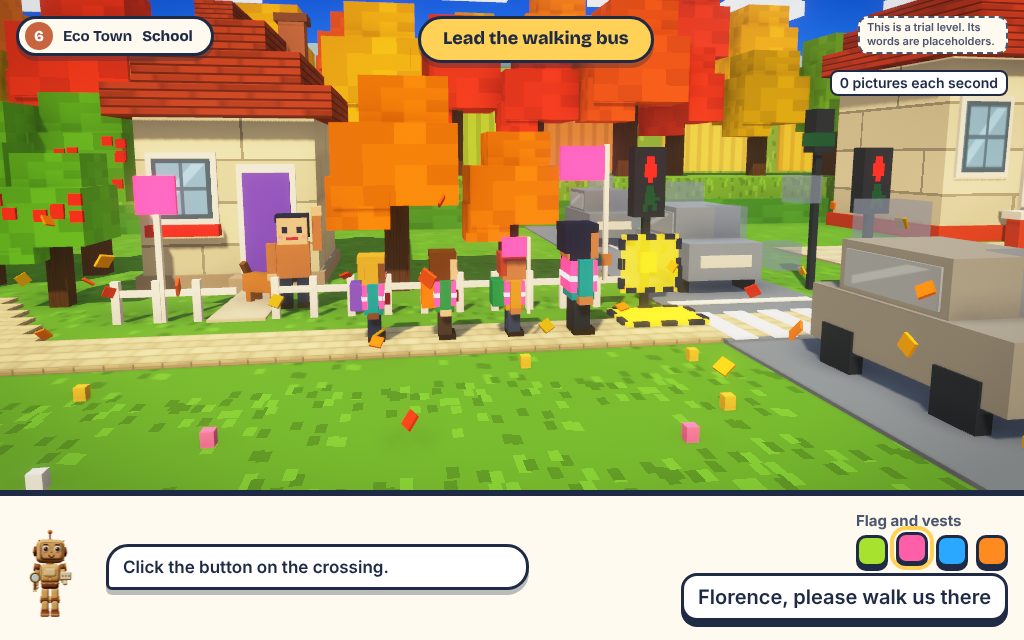 6 Eco Town School
Lead the walking bus
This is a trial level. Its
words are placeholders.
0 pictures each second
Click the button on the crossing.
Flag and vests
Florence, please walk us there